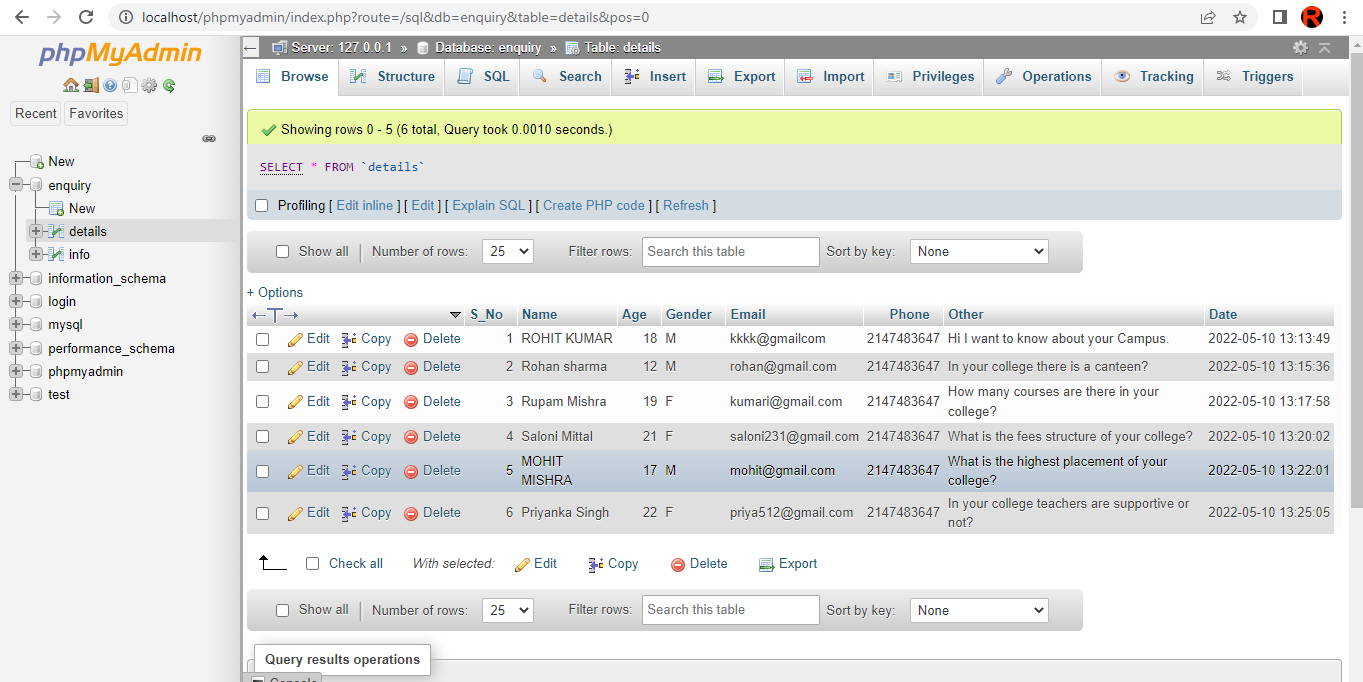 localhost/phpmyadmin/index.php?route=/sql&db=enquiry&table=details&pos=0
phpMyAdmin
Recent Favorites
New
enquiry
New
details
info
information_schema
login
mysql
performance_schema
phpmyadmin
test
Server: 127.0.0.1 » Database: enquiry » Table: details
Browse Structure SQL Search Insert Export Import Privileges Operations Tracking Triggers
Showing rows 0 - 5 (6 total, Query took 0.0010 seconds.)
SELECT * FROM `details`
Profiling [ Edit inline ] [ Edit ] [ Explain SQL ] [ Create PHP code ] [ Refresh ]
Show all Number of rows: 25 Filter rows: Search this table Sort by key: None
+ Options
S_No Name Age Gender Email Phone Other Date
Edit Copy Delete 1 ROHIT KUMAR 18 M kkkk@gmailcom 2147483647 Hi I want to know about your Campus. 2022-05-10 13:13:49
Edit Copy Delete 2 Rohan sharma 12 M rohan@gmail.com 2147483647 In your college there is a canteen? 2022-05-10 13:15:36
Edit Copy Delete 3 Rupam Mishra 19 F kumari@gmail.com 2147483647 How many courses are there in your
college? 2022-05-10 13:17:58
Edit Copy Delete 4 Saloni Mittal 21 F saloni231@gmail.com 2147483647 What is the fees structure of your college? 2022-05-10 13:20:02
Edit Copy Delete 5 MOHIT
MISHRA 17 M mohit@gmail.com 2147483647 What is the highest placement of your
college? 2022-05-10 13:22:01
Edit Copy Delete 6 Priyanka Singh 22 F priya512@gmail.com 2147483647 In your college teachers are supportive or
not? 2022-05-10 13:25:05
Check all With selected: Edit Copy Delete Export
Show all Number of rows: 25 Filter rows: Search this table Sort by key: None
Query results operations
Console